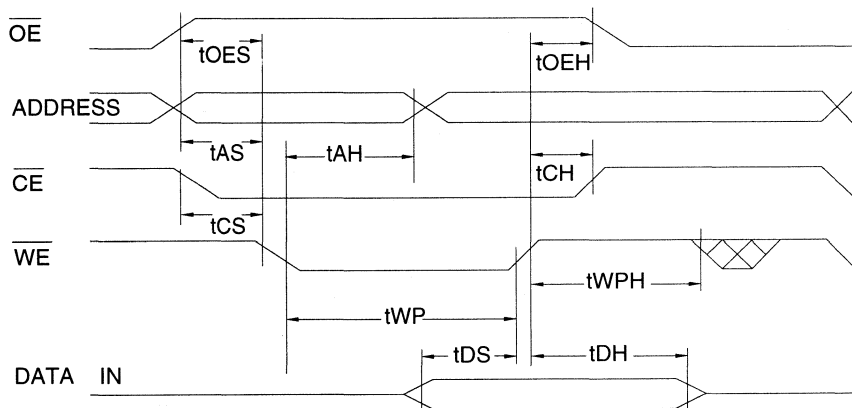 OE
tOES
tOEH
ADDRESS
tAS
tAH
tCH
CE
tCS
WE
tWPH
tWP
tDS
tDH
DATA IN